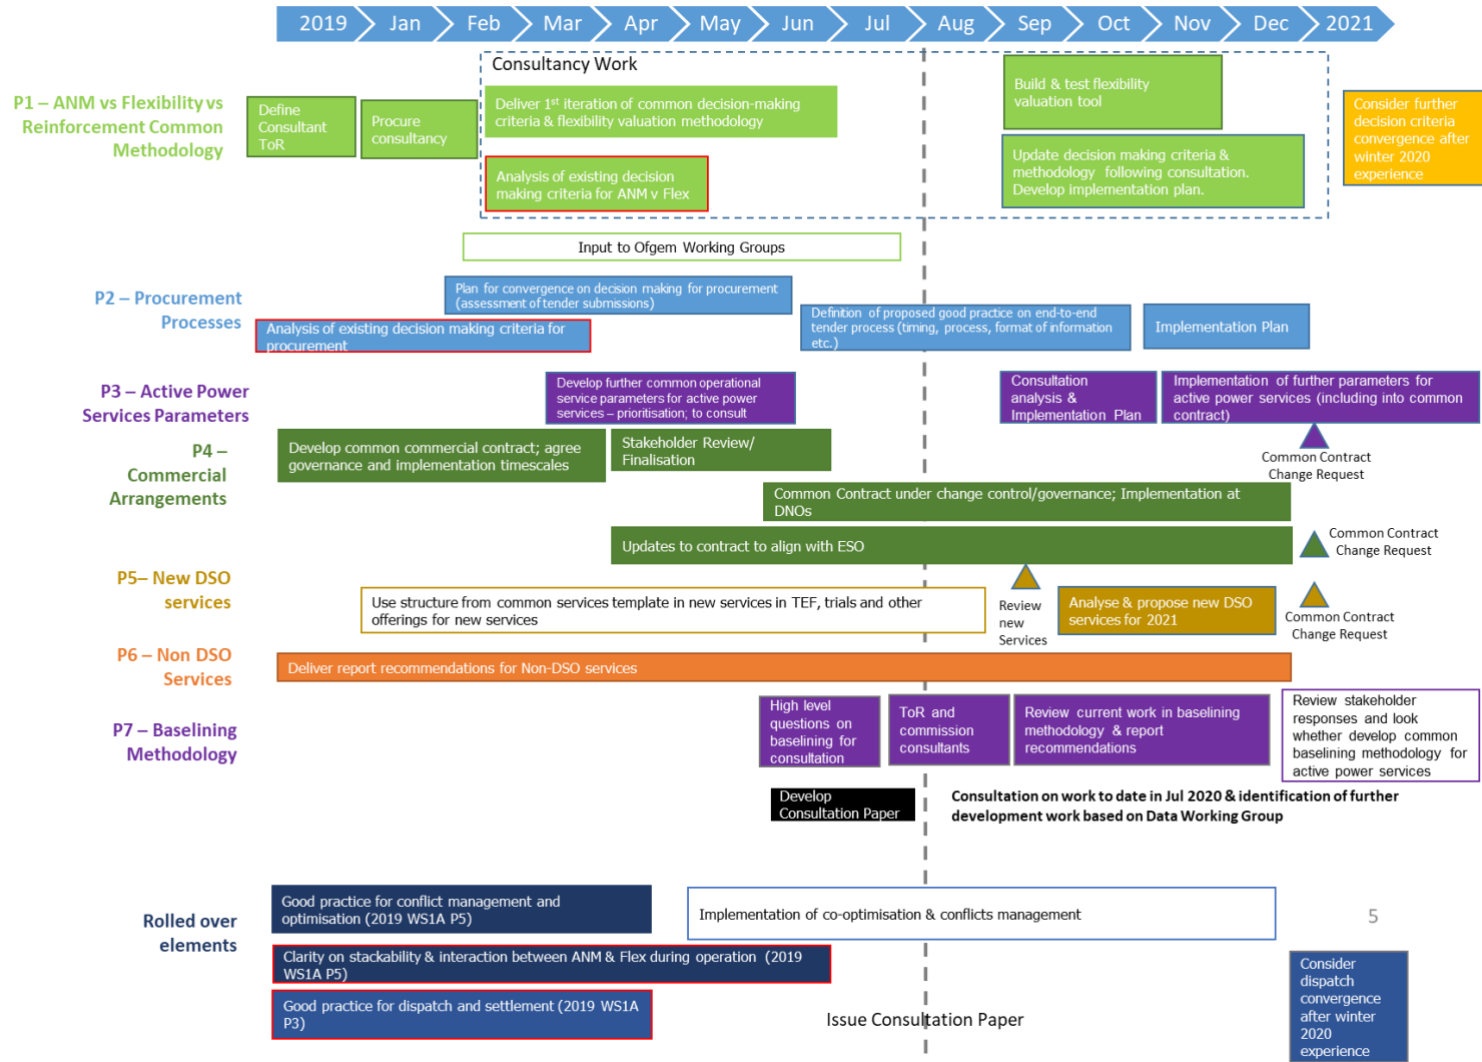 2019 Jan Feb Mar Apr May Jun Jul Aug Sep Oct Nov Dec 2021
Consultancy Work
P1 – ANM vs Flexibility vs
Reinforcement Common
Methodology
Define
Consultant
ToR
Procure
consultancy
Deliver 1st iteration of common decision-making
criteria & flexibility valuation methodology
Analysis of existing decision
making criteria for ANM v Flex
Build & test flexibility
valuation tool
Update decision making criteria &
methodology following consultation.
Develop implementation plan.
Consider further
decision criteria
convergence after
winter 2020
experience
Input to Ofgem Working Groups
P2 – Procurement
Processes
Plan for convergence on decision making for procurement
(assessment of tender submissions)
Analysis of existing decision making criteria for
procurement
Definition of proposed good practice on end-to-end
tender process (timing, process, format of information
etc.)
Implementation Plan
P3 – Active Power
Services Parameters
Develop further common operational
service parameters for active power
services – prioritisation; to consult
Consultation
analysis &
Implementation Plan
Implementation of further parameters for
active power services (including into common
contract)
Common Contract
Change Request
P4 –
Commercial
Arrangements
Develop common commercial contract; agree
governance and implementation timescales
Stakeholder Review/
Finalisation
Common Contract under change control/governance; Implementation at
DNOs
Updates to contract to align with ESO
Common Contract
Change Request
P5– New DSO
services
Use structure from common services template in new services in TEF, trials and other
offerings for new services
Review
new
Services
Analyse & propose new DSO
services for 2021
Common Contract
Change Request
P6 – Non DSO
Services
Deliver report recommendations for Non-DSO services
P7 – Baselining
Methodology
High level
questions on
baselining for
consultation
ToR and
commission
consultants
Review current work in baselining
methodology & report
recommendations
Review stakeholder
responses and look
whether develop common
baselining methodology for
active power services
Develop
Consultation Paper
Consultation on work to date in Jul 2020 & identification of further
development work based on Data Working Group
Rolled over
elements
Good practice for conflict management and
optimisation (2019 WS1A P5)
Implementation of co-optimisation & conflicts management
5
Clarity on stackability & interaction between ANM & Flex during operation (2019
WS1A P5)
Good practice for dispatch and settlement (2019 WS1A
P3)
Issue Consultation Paper
Consider
dispatch
convergence
after winter
2020
experience